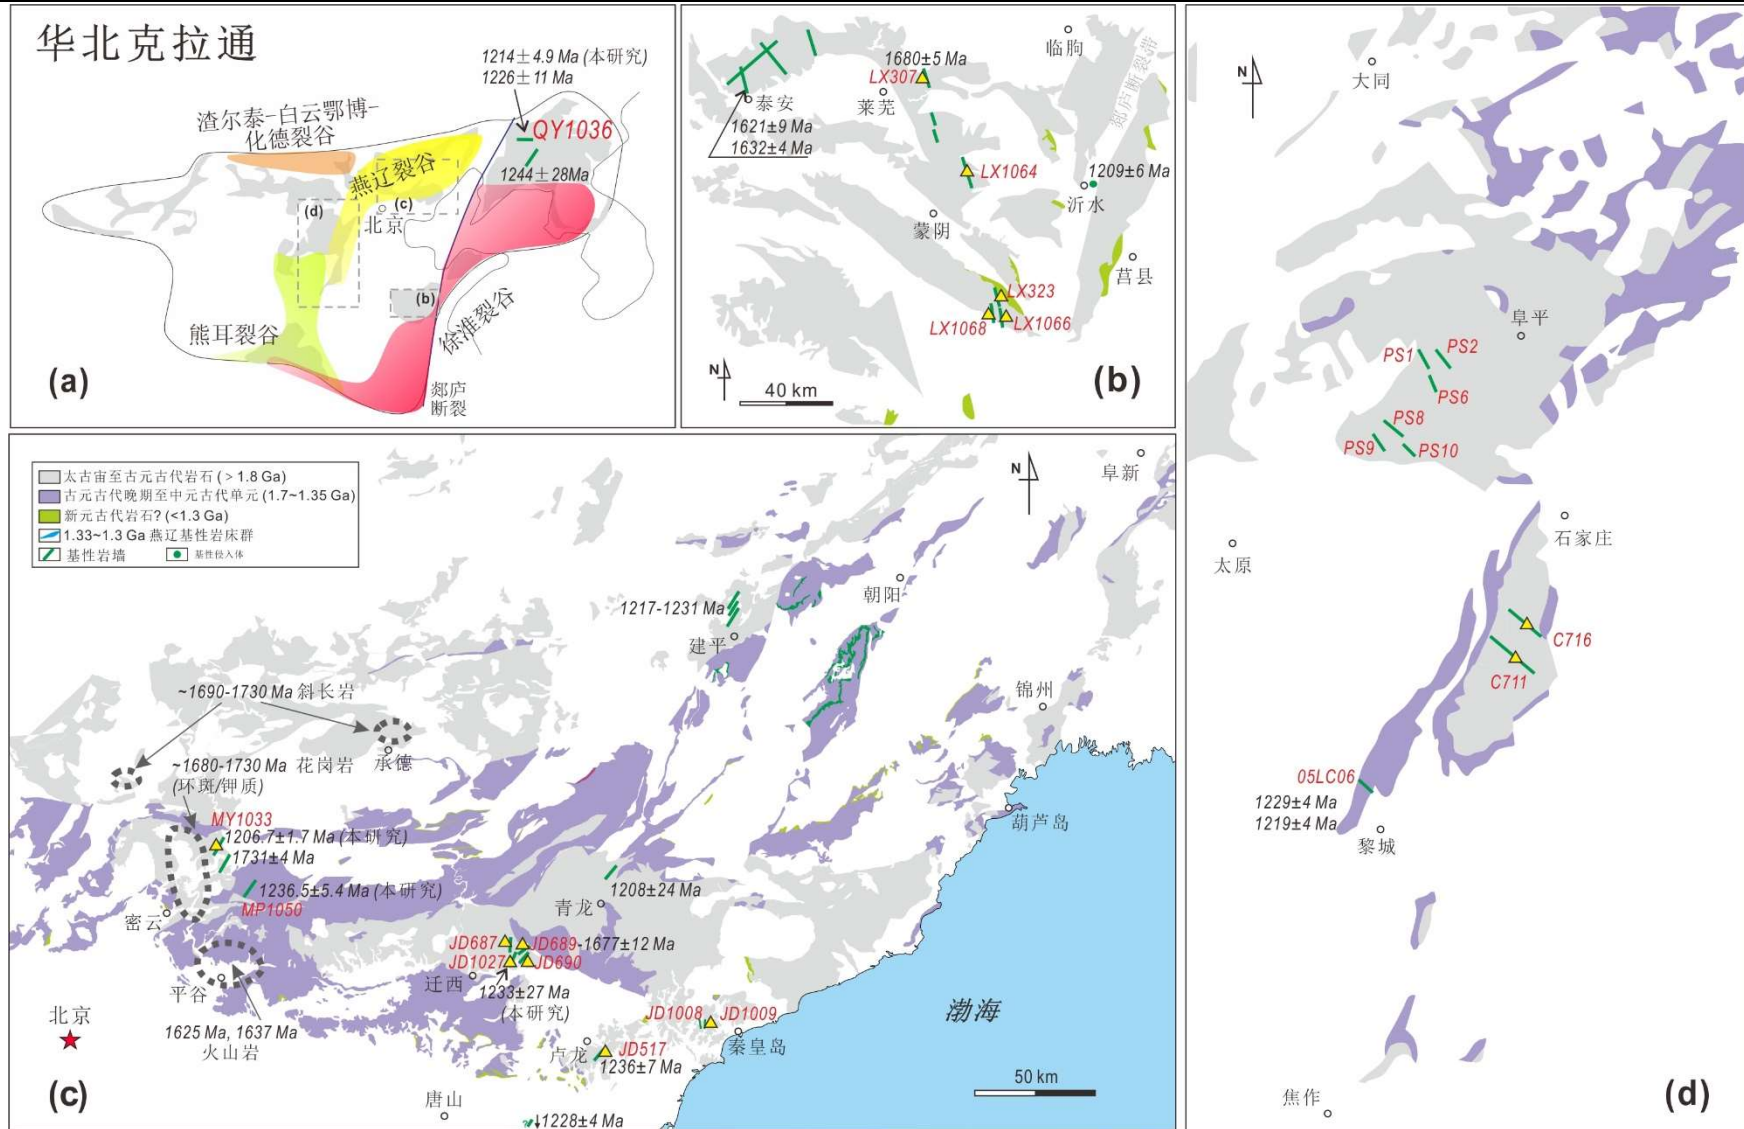 华北克拉通
1214±4.9 Ma (本研究)
1226±11 Ma
渣尔泰-白云鄂博-
化德裂谷
QY1036
燕辽裂谷
1244±28Ma
(d)
(c)
北京
(b)
熊耳裂谷
徐淮裂谷
郯庐
断裂
(a)
临朐
郯庐断裂带
1680±5 Ma
LX307
泰安
莱芜
1621±9 Ma
1632±4 Ma
LX1064
1209±6 Ma
沂水
蒙阴
莒县
LX323
LX1068
LX1066
N
40 km
(b)
太古宙至古元古代岩石 (> 1.8 Ga)
古元古代晚期至中元古代单元 (1.7~1.35 Ga)
新元古代岩石? (<1.3 Ga)
1.33~1.3 Ga 燕辽基性岩床群
基性岩墙
基性侵入体
N
阜新
朝阳
1217-1231 Ma
建平
~1690-1730 Ma 斜长岩
锦州
~1680-1730 Ma
花岗岩
承德
(环斑/钾质)
MY1033
1206.7±1.7 Ma (本研究)
葫芦岛
1731±4 Ma
1236.5±5.4 Ma (本研究)
1208±24 Ma
MP1050
青龙
密云
JD687
JD689-1677±12 Ma
JD1027
JD690
迁西
平谷
1233±27 Ma
(本研究)
北京
JD1008
JD1009
渤海
1625 Ma, 1637 Ma
火山岩
秦皇岛
卢龙
JD517
1236±7 Ma
50 km
(c)
唐山
1228±4 Ma
N
大同
阜平
PS1
PS2
PS6
PS8
PS9
PS10
石家庄
太原
C716
C711
05LC06
1229±4 Ma
1219±4 Ma
黎城
焦作
(d)